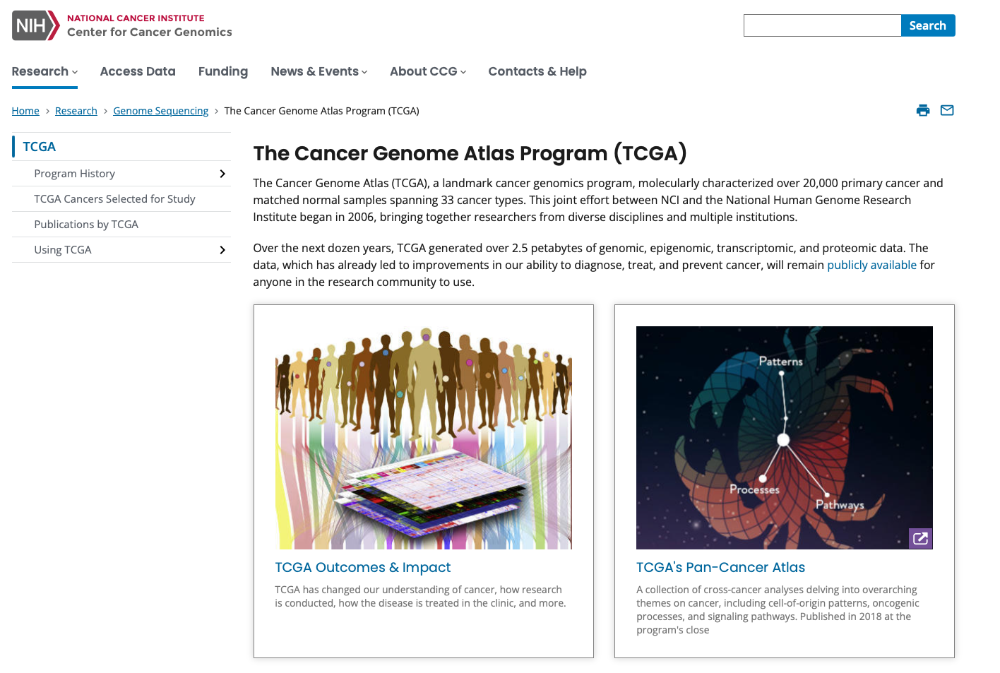 NIH
NATIONAL CANCER INSTITUTE
Center for Cancer Genomics
Search
Research
Access Data
Funding
News & Events
About CCG
Contacts & Help
Home
Research
Genome Sequencing
The Cancer Genome Atlas Program (TCGA)
TCGA
Program History
TCGA Cancers Selected for Study
Publications by TCGA
Using TCGA
The Cancer Genome Atlas Program (TCGA)
The Cancer Genome Atlas (TCGA), a landmark cancer genomics program, molecularly characterized over 20,000 primary cancer and
matched normal samples spanning 33 cancer types. This joint effort between NCI and the National Human Genome Research
Institute began in 2006, bringing together researchers from diverse disciplines and multiple institutions.
Over the next dozen years, TCGA generated over 2.5 petabytes of genomic, epigenomic, transcriptomic, and proteomic data. The
data, which has already led to improvements in our ability to diagnose, treat, and prevent cancer, will remain publicly available for
anyone in the research community to use.
TCGA Outcomes & Impact
TCGA has changed our understanding of cancer, how research
is conducted, how the disease is treated in the clinic, and more.
Patterns
Processes
Pathways
TCGA's Pan-Cancer Atlas
A collection of cross-cancer analyses delving into overarching
themes on cancer, including cell-of-origin patterns, oncogenic
processes, and signaling pathways. Published in 2018 at the
program's close